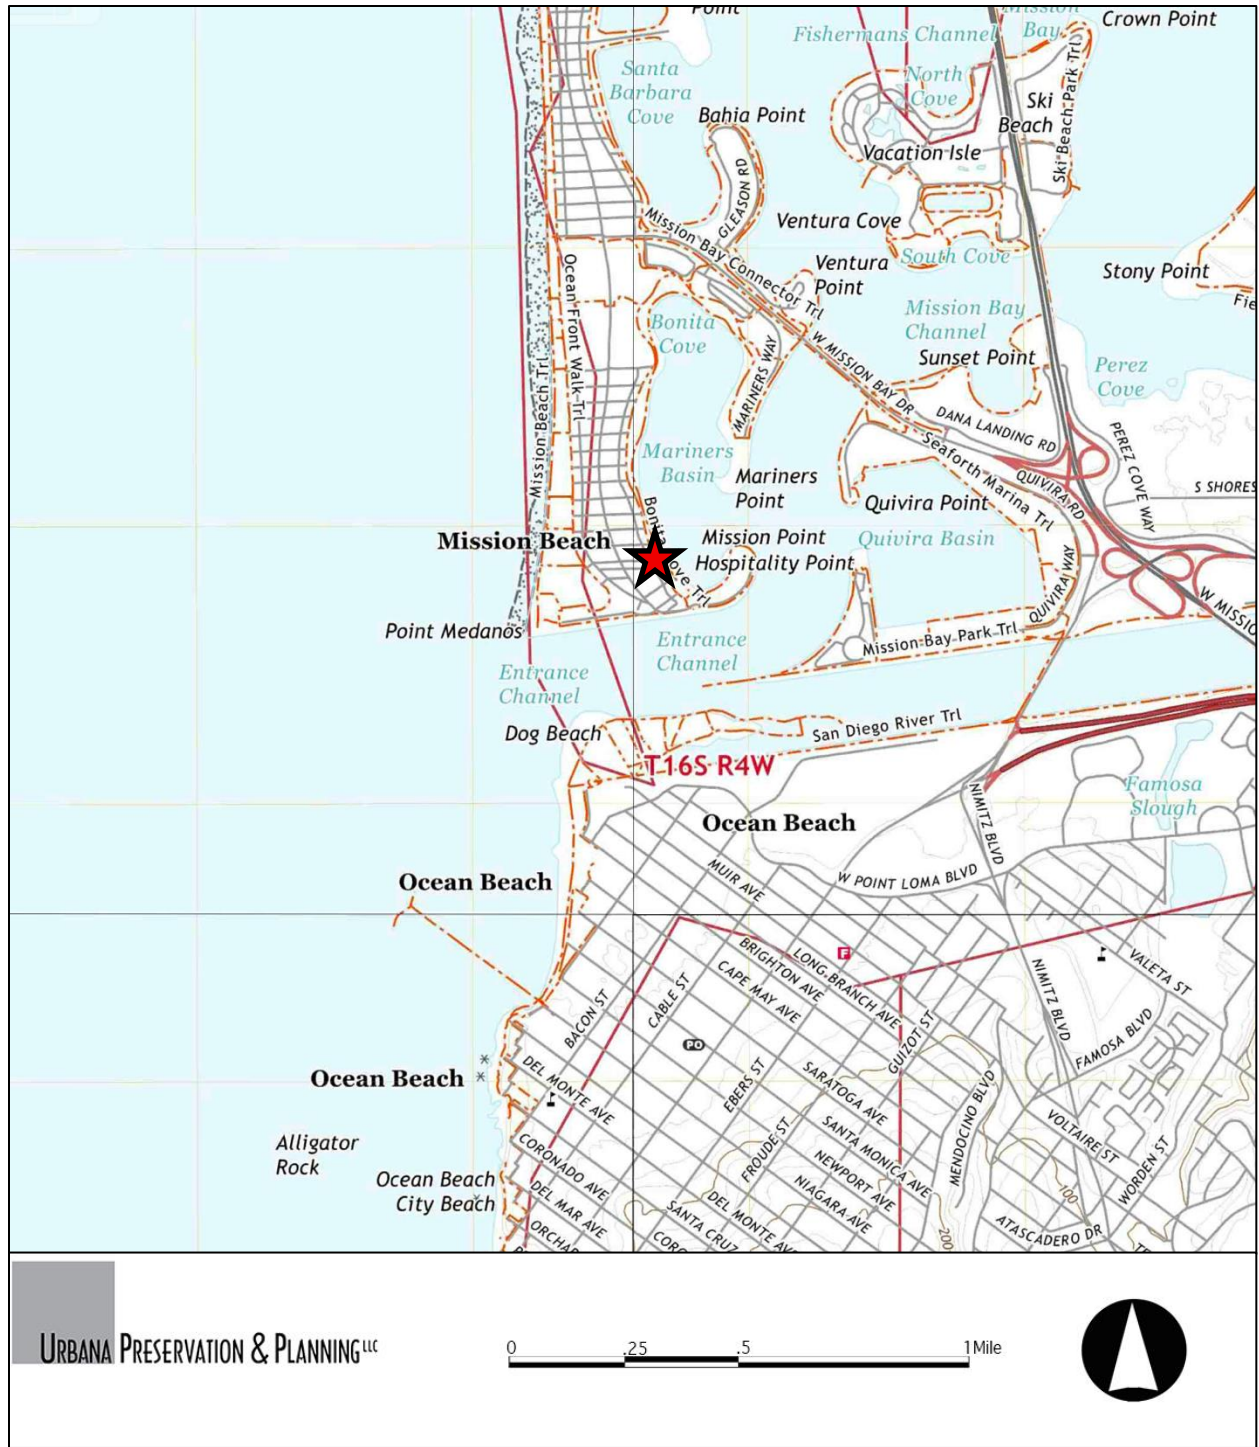 Point
Mission
Bay
Crown Point
Fishermans Channel
Santa
Barbara
Cove
North
Cove
Ski
Beach
Ski Beach Park Trl
Bahia Point
Vacation Isle
GLEASON RD
Ventura Cove
Mission Bay Connector Trl
South Cove
Ventura
Point
Stony Point
Fie
Ocean Front Walk Trl
Mission Bay
Channel
Bonita
Cove
Sunset Point
Perez
Cove
MARINERS WAY
W MISSION BAY DR
Mission Beach Trl
DANA LANDING RD
PEREZ COVE WAY
Mariners
Basin
Seaforth Marina Trl
Mariners
Point
QUIVIRA RD
S SHORES
Quivira Point
Bonita Cove Trl
Mission Beach
Mission Point
Hospitality Point
Quivira Basin
QUIVIRA WAY
W MISSIO
Point Medanos
Mission Bay Park Trl
Entrance
Channel
Entrance
Channel
Dog Beach
San Diego River Trl
T16S R4W
Famosa
Slough
NIMITZ BLVD
Ocean Beach
MUIR AVE
W POINT LOMA BLVD
Ocean Beach
F
BRIGHTON AVE
LONG BRANCH AVE
VALETA ST
CAPE MAY AVE
NIMITZ BLVD
BACON ST
CABLE ST
GUIZOT ST
FAMOSA BLVD
PO
Ocean Beach
DEL MONTE AVE
EBERS ST
SARATOGA AVE
MENDOCINO BLVD
VOLTAIRE ST
Alligator
Rock
CORONADO AVE
FROUDE ST
SANTA MONICA AVE
WORDEN ST
Ocean Beach
City Beach
NEWPORT AVE
NIAGARA AVE
100
DEL MAR AVE
DEL MONTE AVE
SANTA CRUZ
ORCHAR
CORO
200
ATASCADERO DR
URBANA PRESERVATION & PLANNING LLC
0 .25 .5 1 Mile